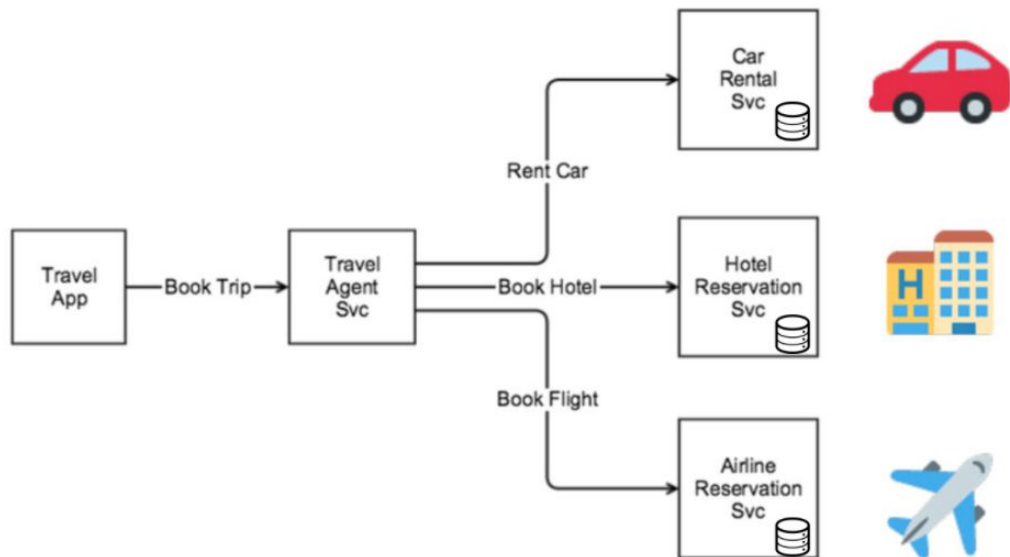 Car
Rental
Svc
Rent Car
Travel
App
Book Trip
Travel
Agent
Svc
Book Hotel
Hotel
Reservation
Svc
H
Book Flight
Airline
Reservation
Svc